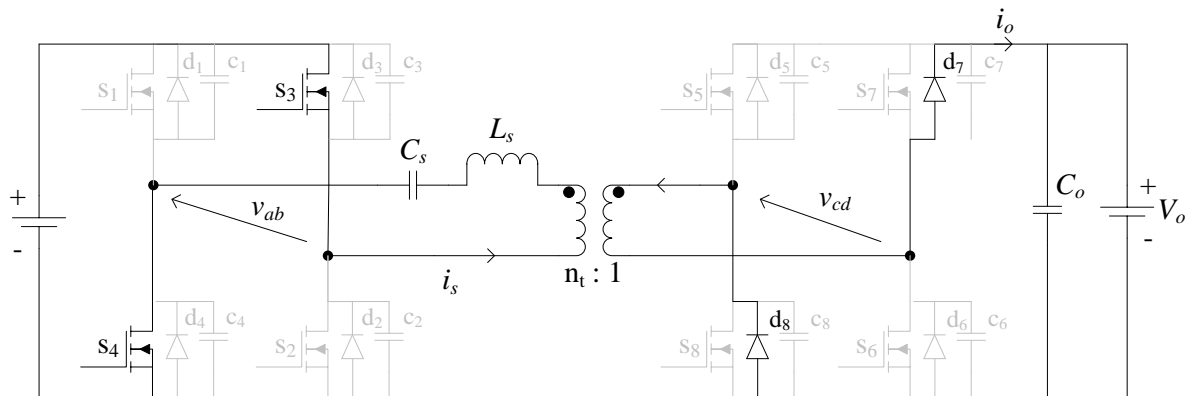 i_o
d_1 c_1 d_3 c_3 d_5 c_5 d_7 c_7
s_1 s_3 s_5 s_7
L_s
C_s
+ v_ab v_cd C_o + V_o
- -
i_s n_t : 1
d_4 c_4 d_2 c_2 d_8 c_8 d_6 c_6
s_4 s_2 s_8 s_6